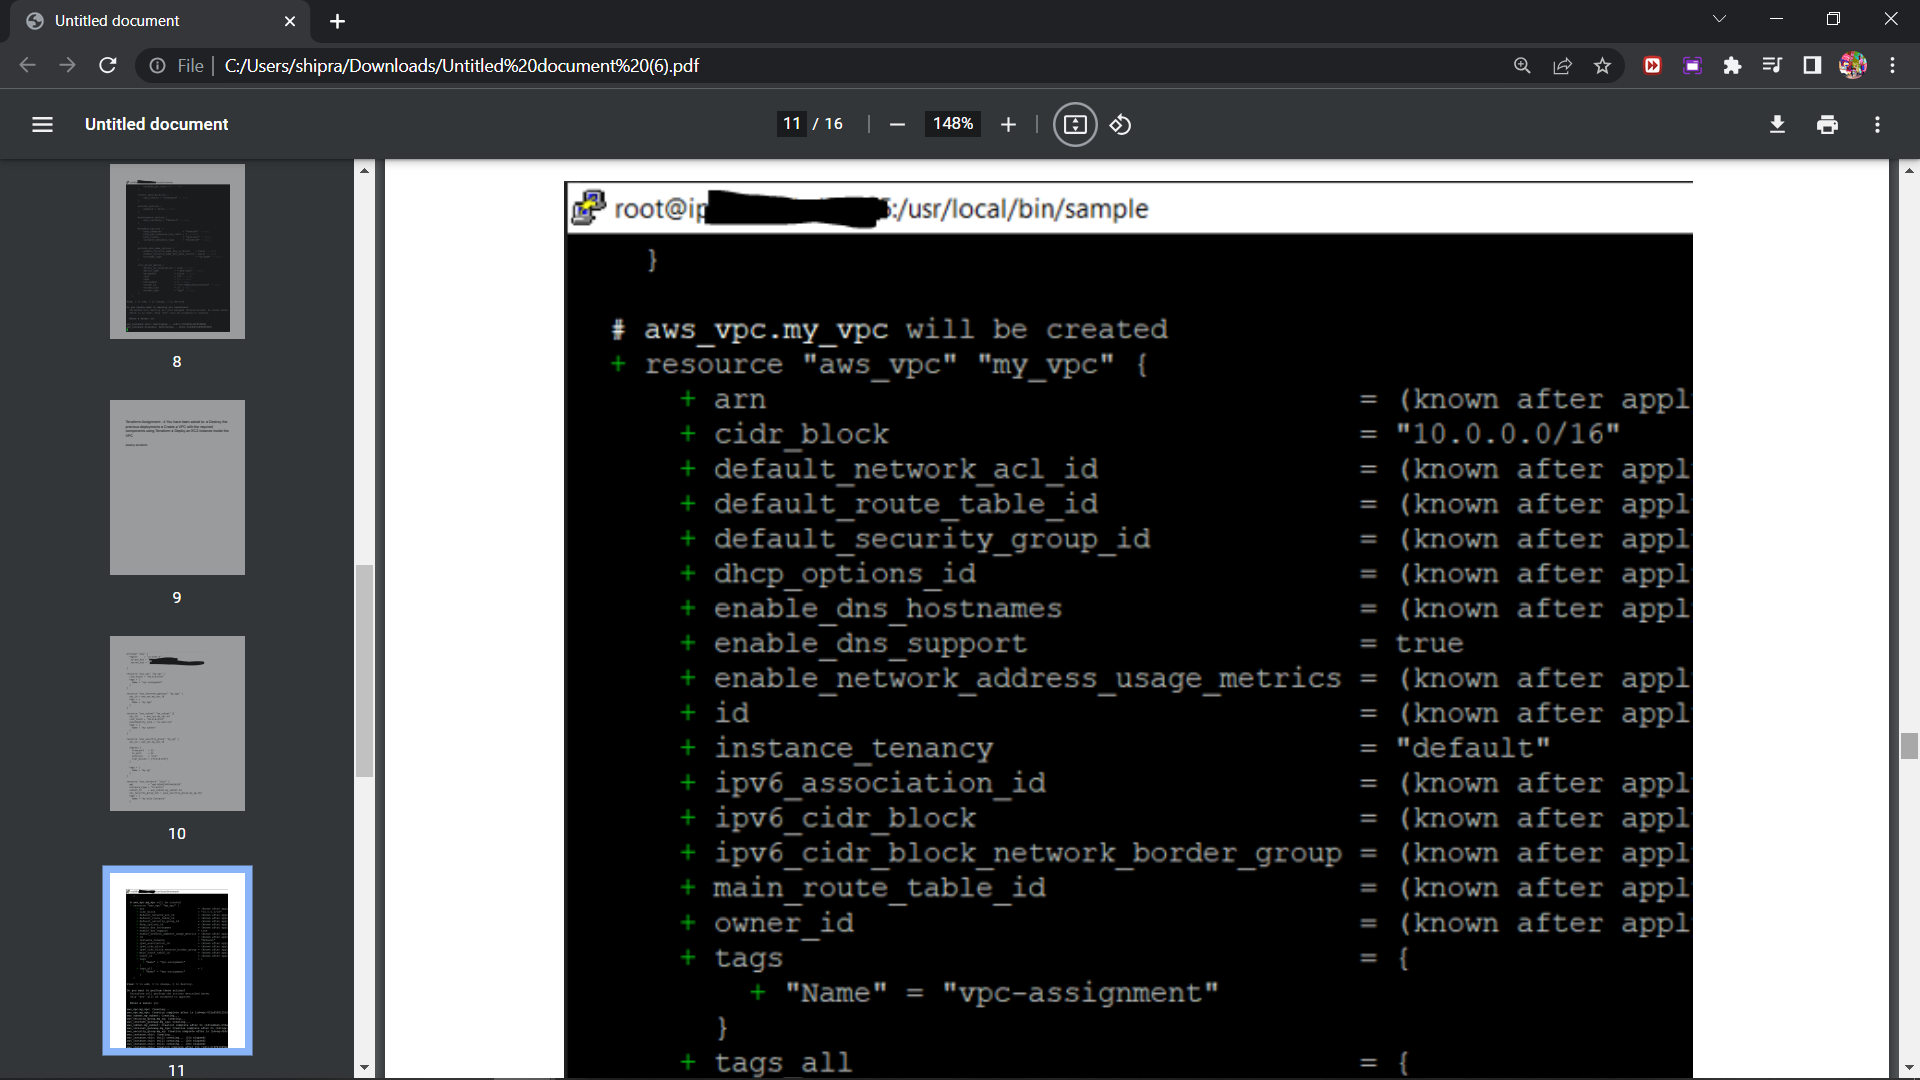 Untitled document
File
C:/Users/shipra/Downloads/Untitled%20document%20(6).pdf
Untitled document
11 / 16
148%
8
9
10
11
root@ip :/usr/local/bin/sample
}
# aws_vpc.my_vpc will be created
+ resource "aws_vpc" "my_vpc" {
+ arn = (known after appl
+ cidr_block = "10.0.0.0/16"
+ default_network_acl_id = (known after appl
+ default_route_table_id = (known after appl
+ default_security_group_id = (known after appl
+ dhcp_options_id = (known after appl
+ enable_dns_hostnames = (known after appl
+ enable_dns_support = true
+ enable_network_address_usage_metrics = (known after appl
+ id = (known after appl
+ instance_tenancy = "default"
+ ipv6_association_id = (known after appl
+ ipv6_cidr_block = (known after appl
+ ipv6_cidr_block_network_border_group = (known after appl
+ main_route_table_id = (known after appl
+ owner_id = (known after appl
+ tags = {
+ "Name" = "vpc-assignment"
}
+ tags_all = {